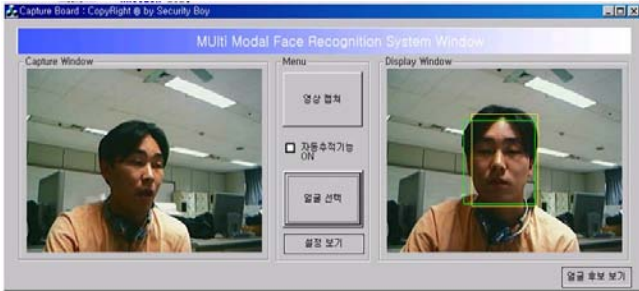 Capture Board : CopyRight @ by Security Boy
MUlti Modal Face Recognition System Window
Capture Window
Menu
Display Window
영상 캡쳐
자동추적기능
ON
얼굴 선택
설정 보기
얼굴 후보 보기